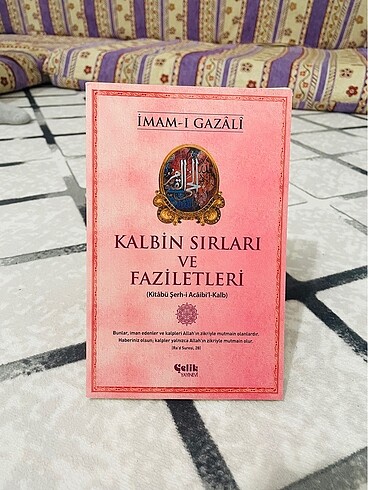 İMAM-I GAZÂLÎ
KALBİN SIRLARI
VE
FAZİLETLERİ
(Kitâbü Şerh-i Acâibi'l-Kalb)
Bunlar, iman edenler ve kalpleri Allah'ın zikriyle mutmain olanlardır.
Haberiniz olsun; kalpler yalnızca Allah'ın zikriyle mutmain olur.
(Ra'd Suresi, 28)
Çelik
YAYINEVİ